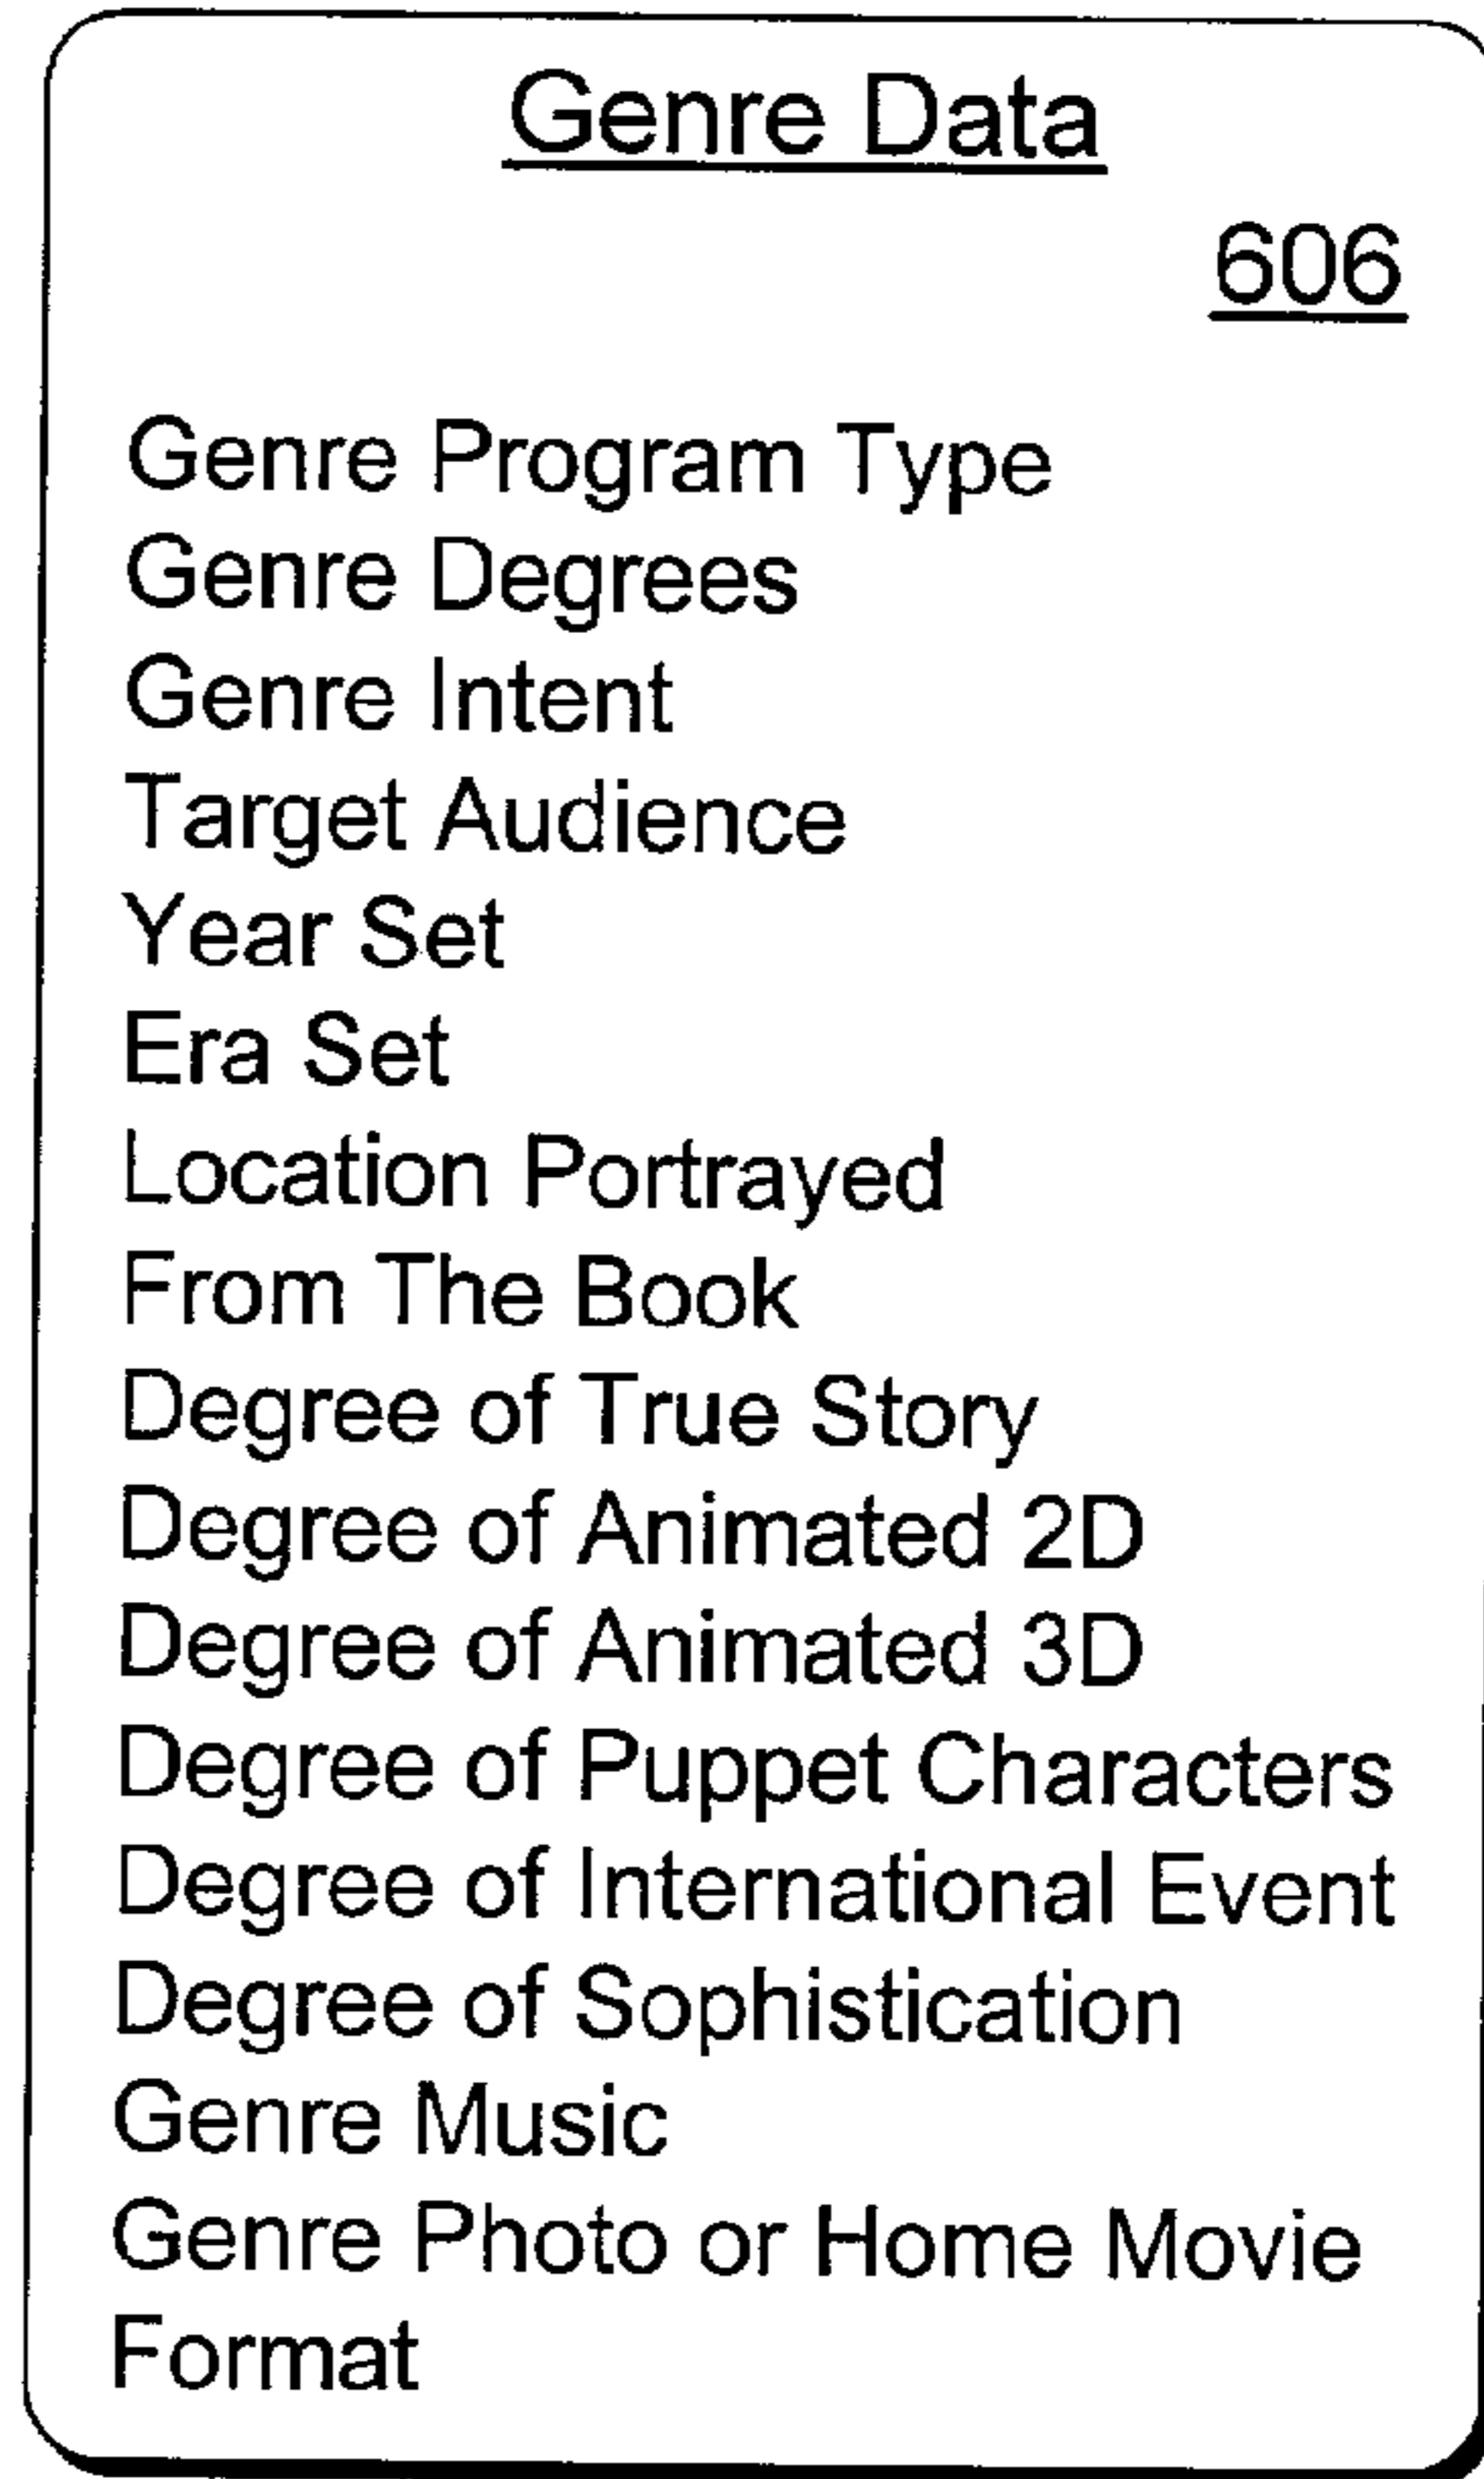 Genre Data
606
Genre Program Type
Genre Degrees
Genre Intent
Target Audience
Year Set
Era Set
Location Portrayed
From The Book
Degree of True Story
Degree of Animated 2D
Degree of Animated 3D
Degree of Puppet Characters
Degree of International Event
Degree of Sophistication
Genre Music
Genre Photo or Home Movie
Format